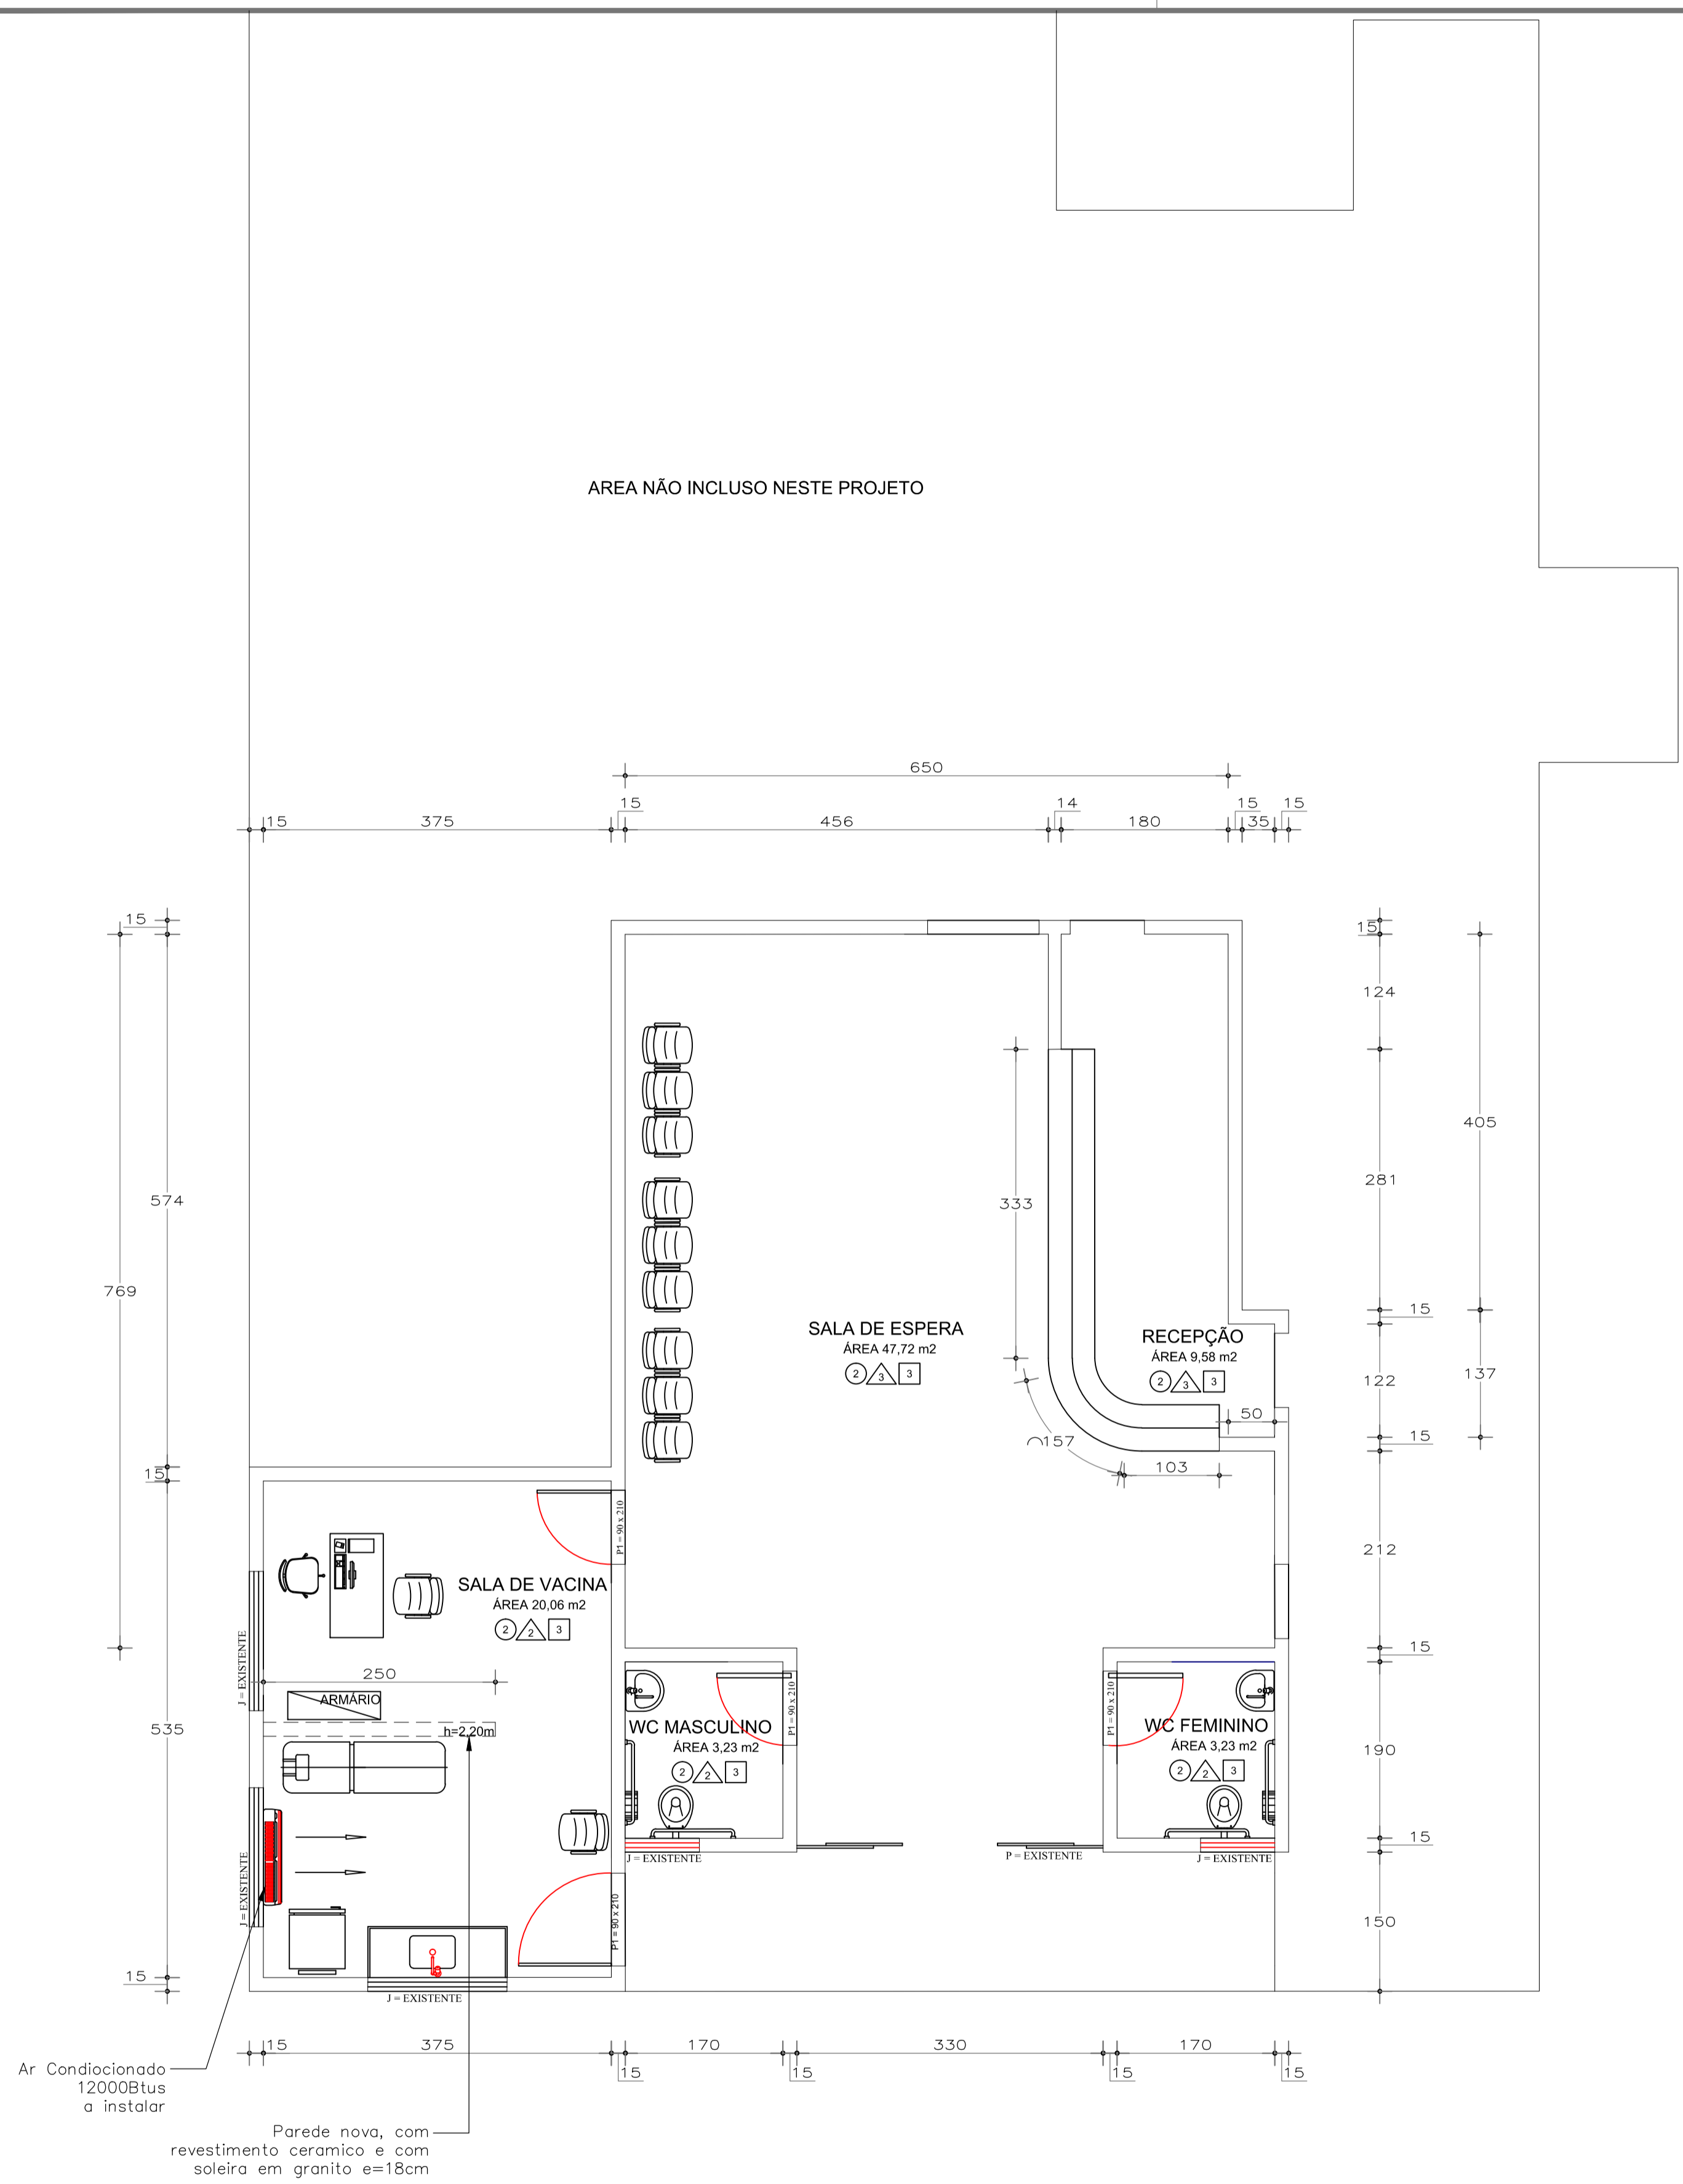 AREA NÃO INCLUSO NESTE PROJETO
650
15
14
15
15
15
375
456
180
35
15
15
124
574
405
333
281
769
SALA DE ESPERA
ÁREA 47,72 m2
2
3
3
RECEPÇÃO
ÁREA 9,58 m2
2
3
3
15
122
137
50
15
157
103
15
P1 = 90 x 210
212
SALA DE VACINA
ÁREA 20,06 m2
2
2
3
J = EXISTENTE
250
ARMÁRIO
h=2,20m
535
15
P1 = 90 x 210
WC MASCULINO
ÁREA 3,23 m2
2
2
3
P1 = 90 x 210
WC FEMININO
ÁREA 3,23 m2
2
2
3
190
15
J = EXISTENTE
P = EXISTENTE
J = EXISTENTE
J = EXISTENTE
P1 = 90 x 210
150
15
J = EXISTENTE
15
375
170
330
170
15
15
15
15
Ar Condiocionado
12000Btus
a instalar
Parede nova, com
revestimento ceramico e com
soleira em granito e=18cm